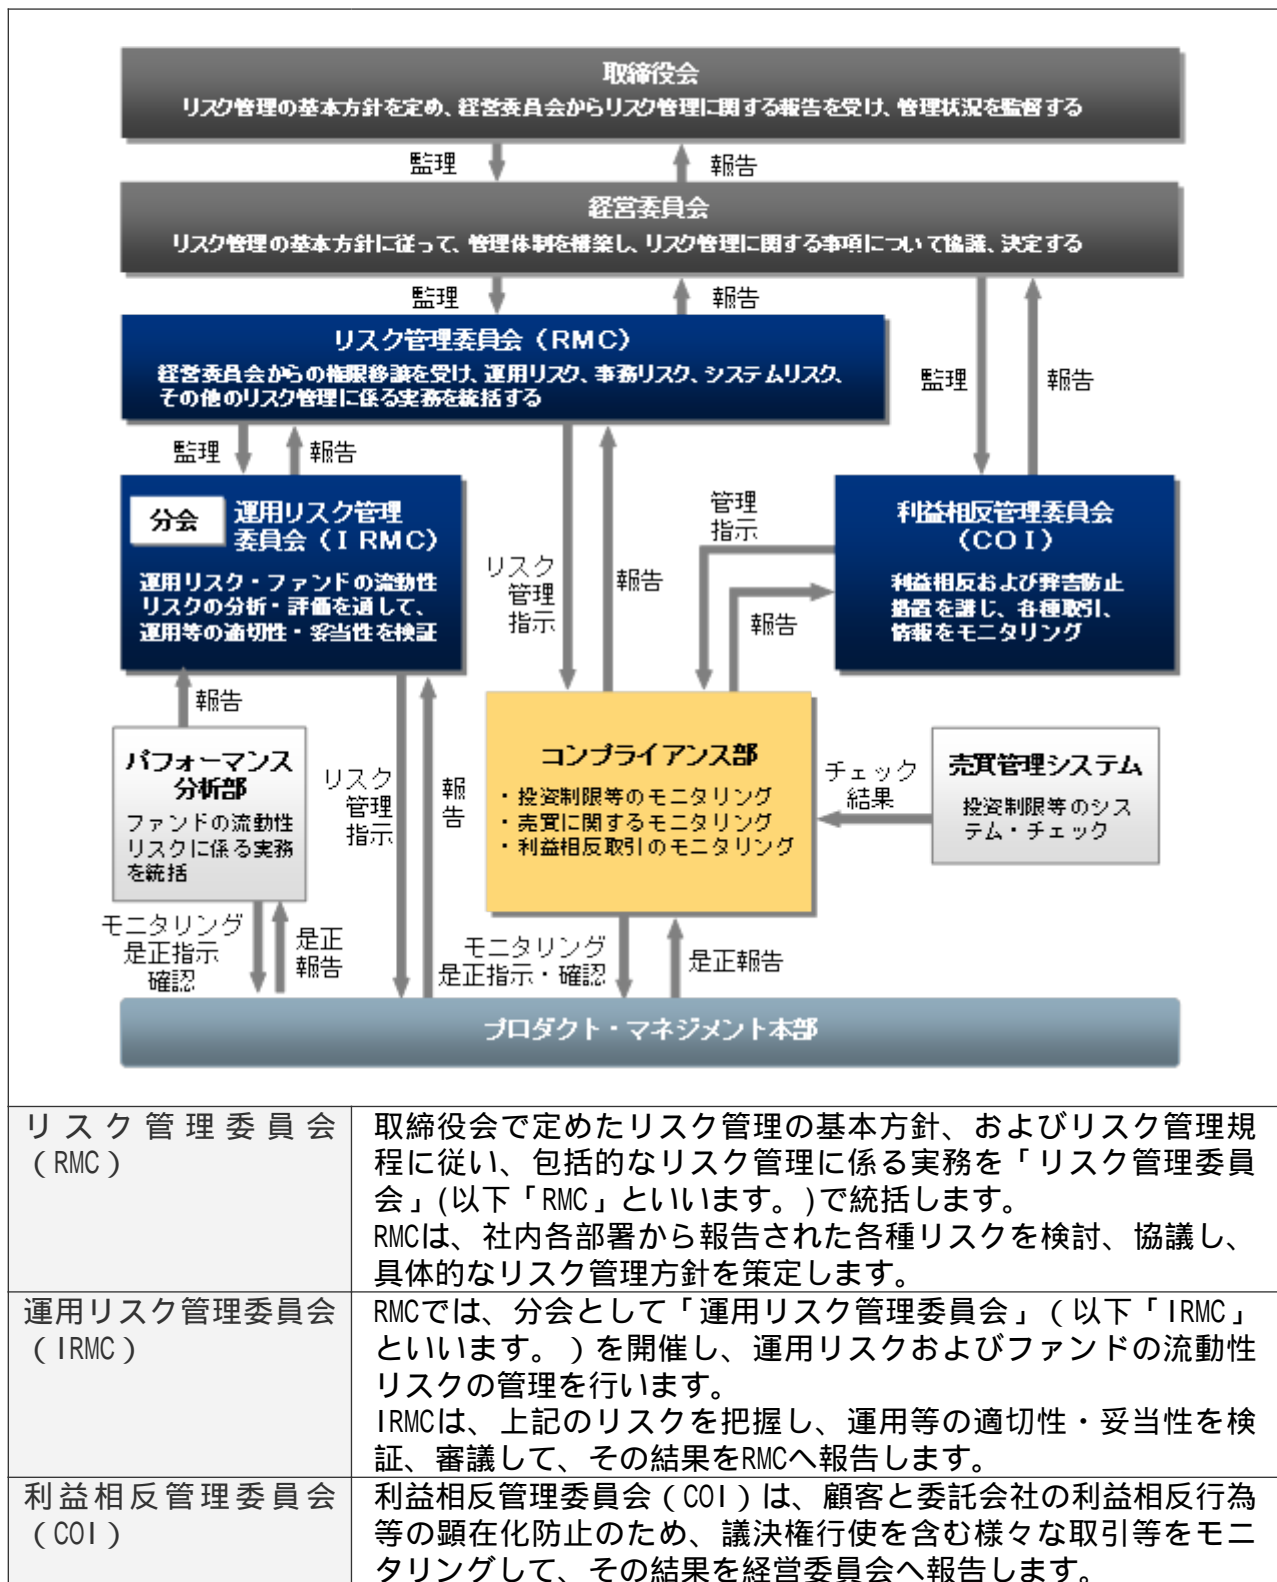 取締役会
リスク管理の基本方針を定め、経営委員会からリスク管理に関する報告を受け、管理状況を監督する
監理
報告
経営委員会
リスク管理の基本方針に従って、管理体制を構築し、リスク管理に関する事項について協議、決定する
監理
報告
リスク管理委員会(RMC)
経営委員会からの権限移譲を受け、運用リスク、事務リスク、システムリスク、
その他のリスク管理に係る実務を統括する
監理
報告
監理
報告
分会
運用リスク管理
委員会(IRMC)
運用リスク・ファンドの流動性
リスクの分析・評価を通して、
運用等の適切性・妥当性を検証
リスク
管理
指示
報告
管理
指示
報告
利益相反管理委員会
(COI)
利益相反および弊害防止
措置を講じ、各種取引、
情報をモニタリング
報告
パフォーマンス
分析部
ファンドの流動性
リスクに係る実務
を統括
リスク
管理
指示
報
告
コンプライアンス部
・投資制限等のモニタリング
・売買に関するモニタリング
・利益相反取引のモニタリング
チェック
結果
売買管理システム
投資制限等のシス
テム・チェック
モニタリング
是正指示
確認
是正
報告
モニタリング
是正指示・確認
是正報告
プロダクト・マネジメント本部
リスク管理委員会
(RMC)
取締役会で定めたリスク管理の基本方針、およびリスク管理規
程に従い、包括的なリスク管理に係る実務を「リスク管理委員
会」(以下「RMC」といいます。)で統括します。
RMCは、社内各部署から報告された各種リスクを検討、協議し、
具体的なリスク管理方針を策定します。
運用リスク管理委員会
(IRMC)
RMCでは、分会として「運用リスク管理委員会」(以下「IRMC」
といいます。)を開催し、運用リスクおよびファンドの流動性
リスクの管理を行います。
IRMCは、上記のリスクを把握し、運用等の適切性・妥当性を検
証、審議して、その結果をRMCへ報告します。
利益相反管理委員会
(COI)
利益相反管理委員会(COI)は、顧客と委託会社の利益相反行為
等の顕在化防止のため、議決権行使を含む様々な取引等をモニ
タリングして、その結果を経営委員会へ報告します。